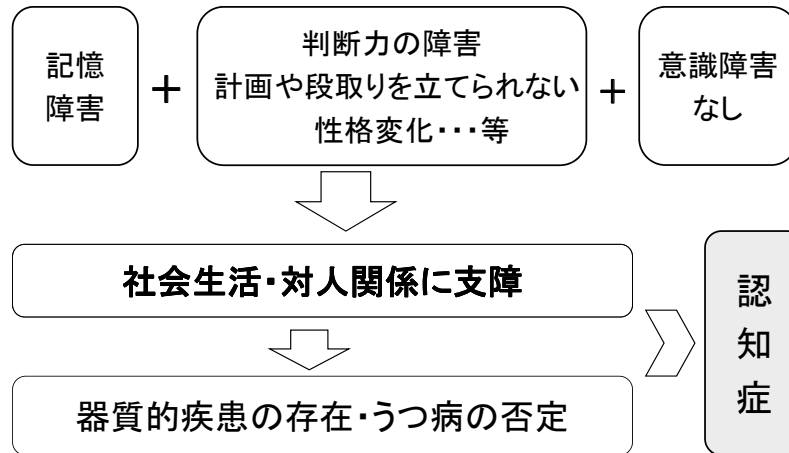 記憶
障害
+
判断力の障害
計画や段取りを立てられない
性格変化・・・等
+
意識障害
なし
社会生活・対人関係に支障
器質的疾患の存在・うつ病の否定
認
知
症